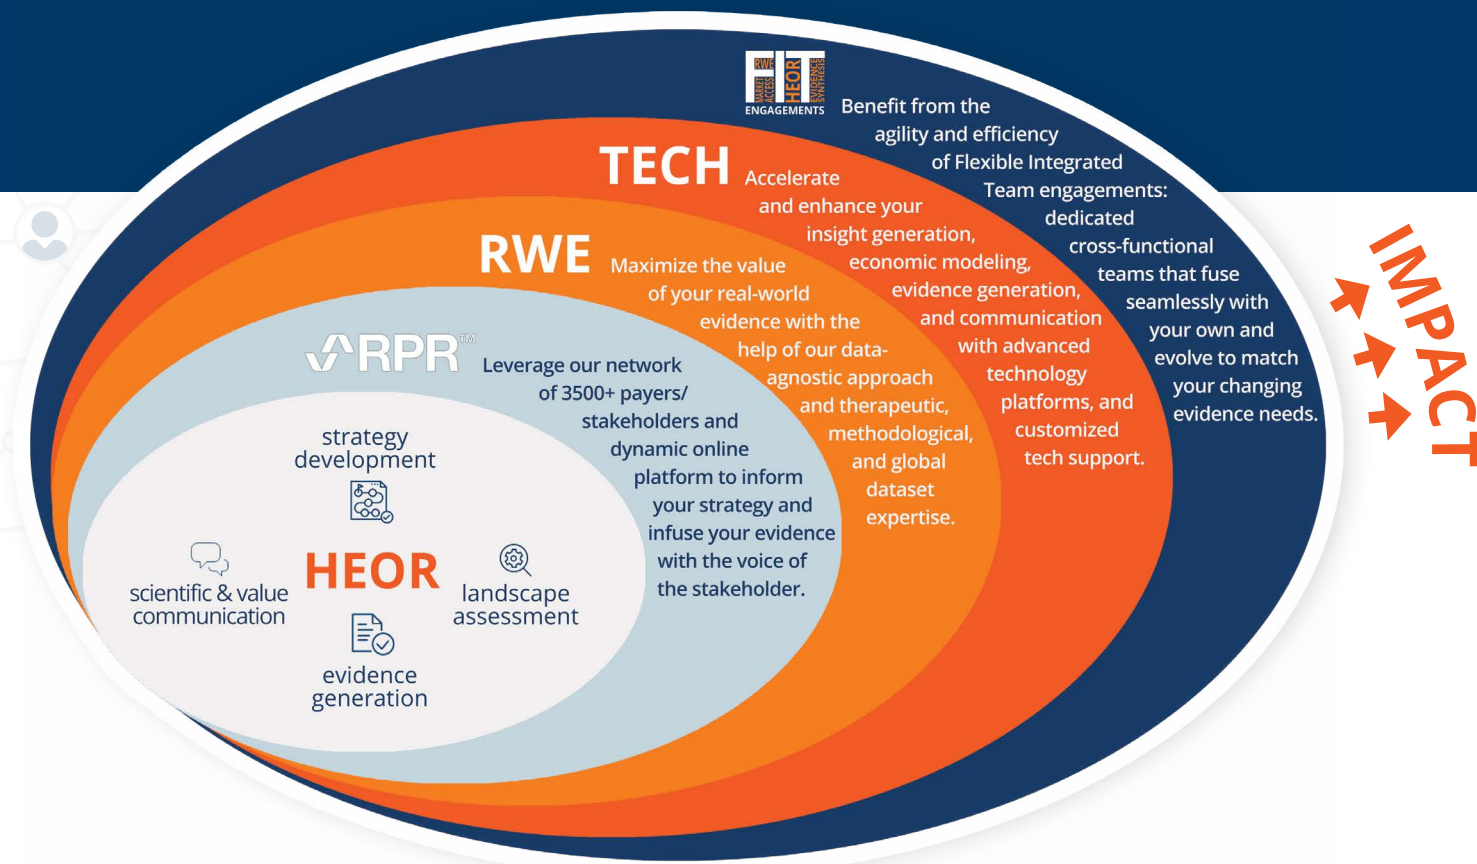 FIT
RWE
MARKET
ACCESS
HEOR
EVIDENCE
SYNTHESIS
ENGAGEMENTS
Benefit from the
agility and efficiency
of Flexible Integrated
Team engagements:
dedicated
cross-functional
teams that fuse
seamlessly with
your own and
evolve to match
your changing
evidence needs.
TECH
Accelerate
and enhance your
insight generation,
economic modeling,
evidence generation,
and communication
with advanced
technology
platforms, and
customized
tech support.
RWE
Maximize the value
of your real-world
evidence with the
help of our data-
agnostic approach
and therapeutic,
methodological,
and global
dataset
expertise.
RPR™
Leverage our network
of 3500+ payers/
stakeholders and
dynamic online
platform to inform
your strategy and
infuse your evidence
with the voice of
the stakeholder.
strategy
development
HEOR
scientific & value
communication
landscape
assessment
evidence
generation
IMPACT